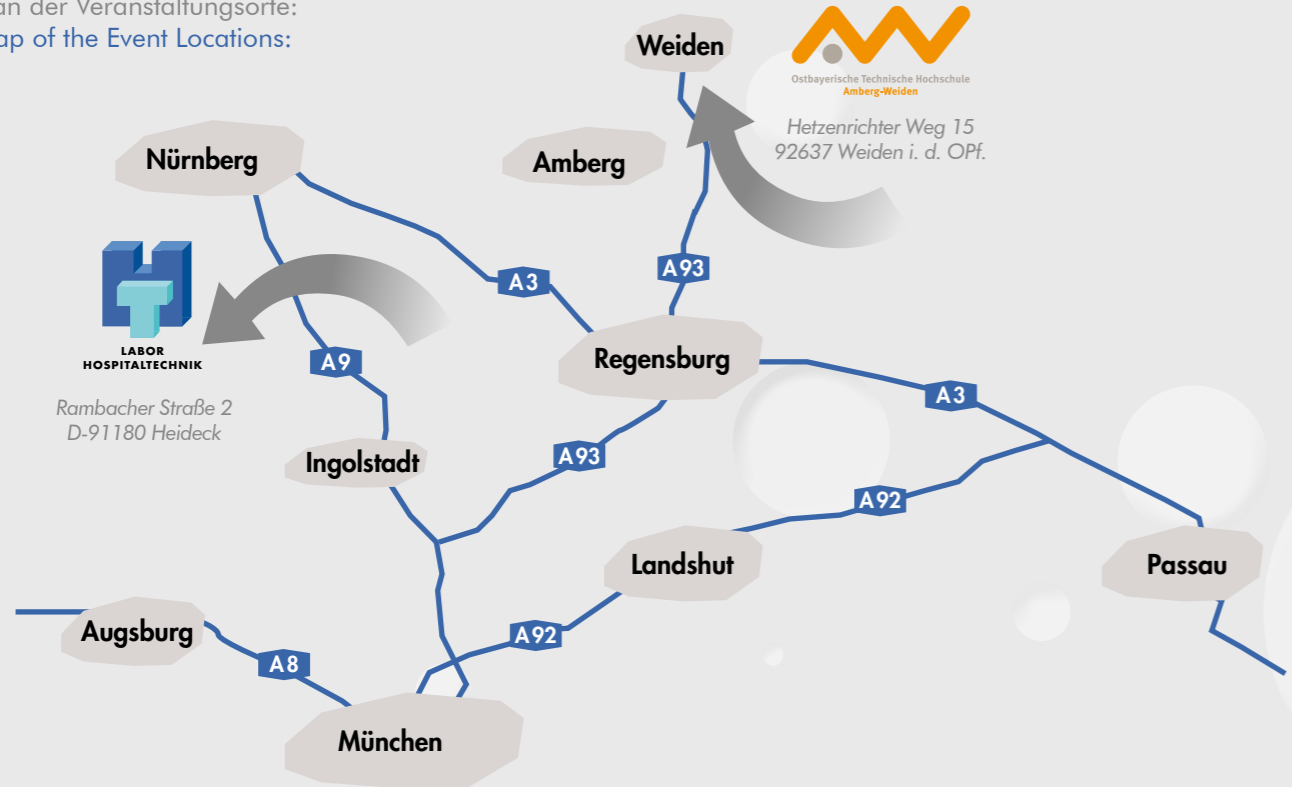 der Veranstaltungsorte:
of the Event Locations:
Weiden
Ostbayerische Technische Hochschule
Amberg-Weiden
Hetzenrichter Weg 15
92637 Weiden i. d. OPf.
Nürnberg
Amberg
A93
A3
LABOR
HOSPITALTECHNIK
Rambacher Straße 2
D-91180 Heideck
A9
Regensburg
A3
Ingolstadt
A93
A92
Landshut
Passau
Augsburg
A92
A8
München